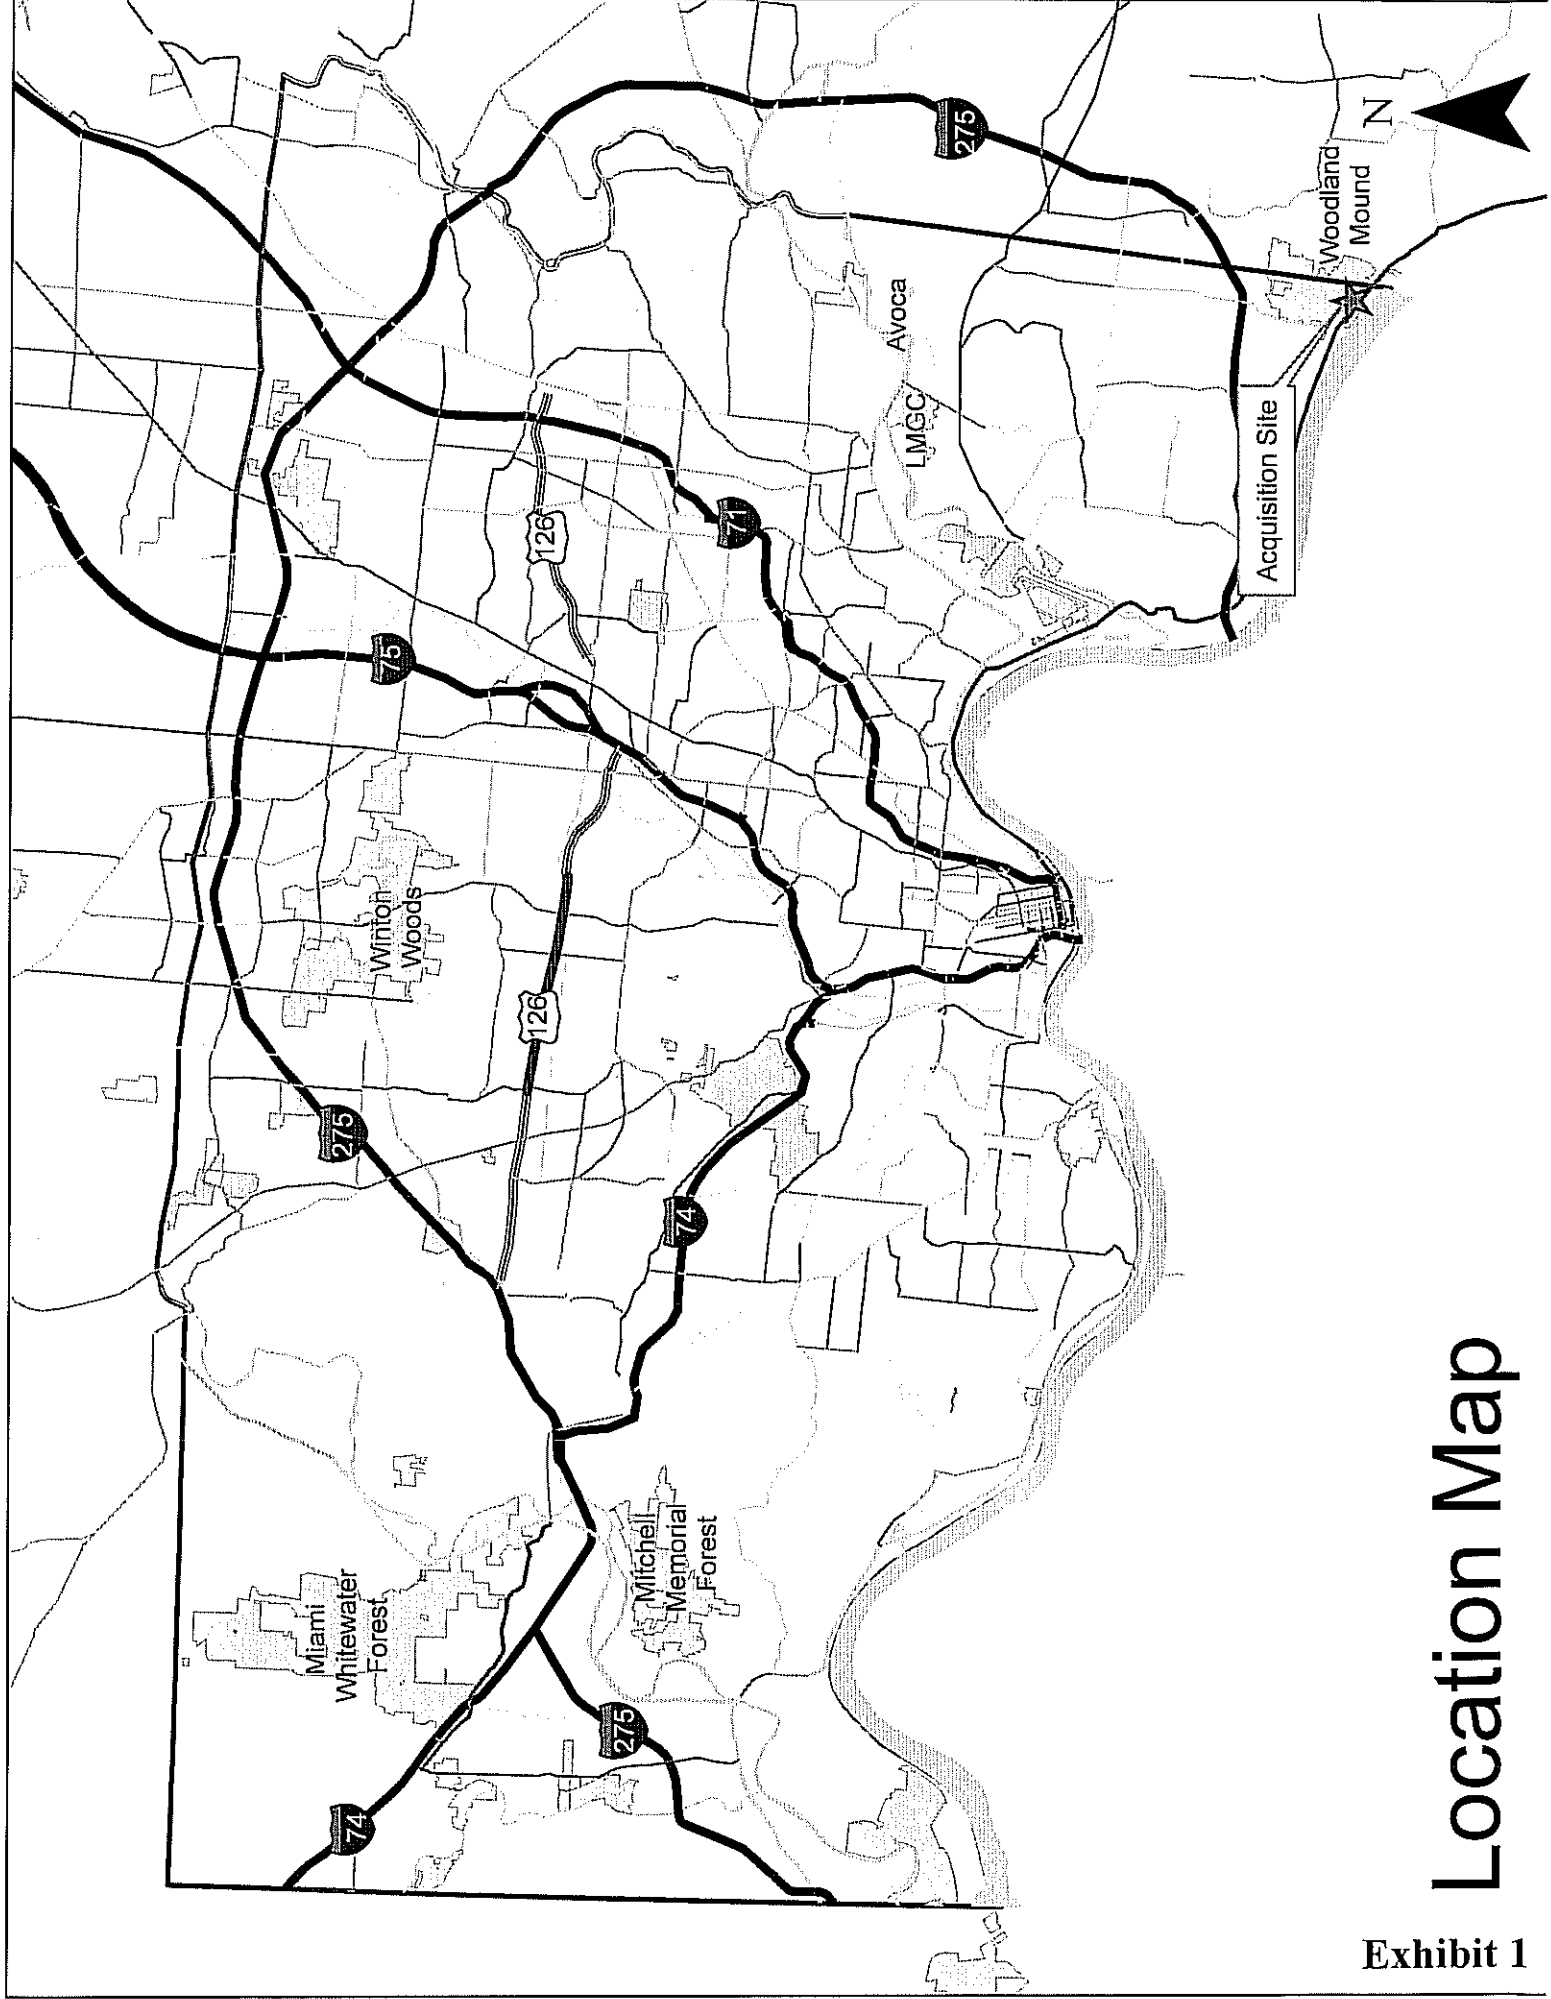 74
275
Miami
Whitewater
Forest
Mitchell
Memorial
Forest
275
74
126
Winton
Woods
75
126
71
LMGC
Avoca
275
Acquisition Site
Woodland
Mound
N
Location Map
Exhibit 1